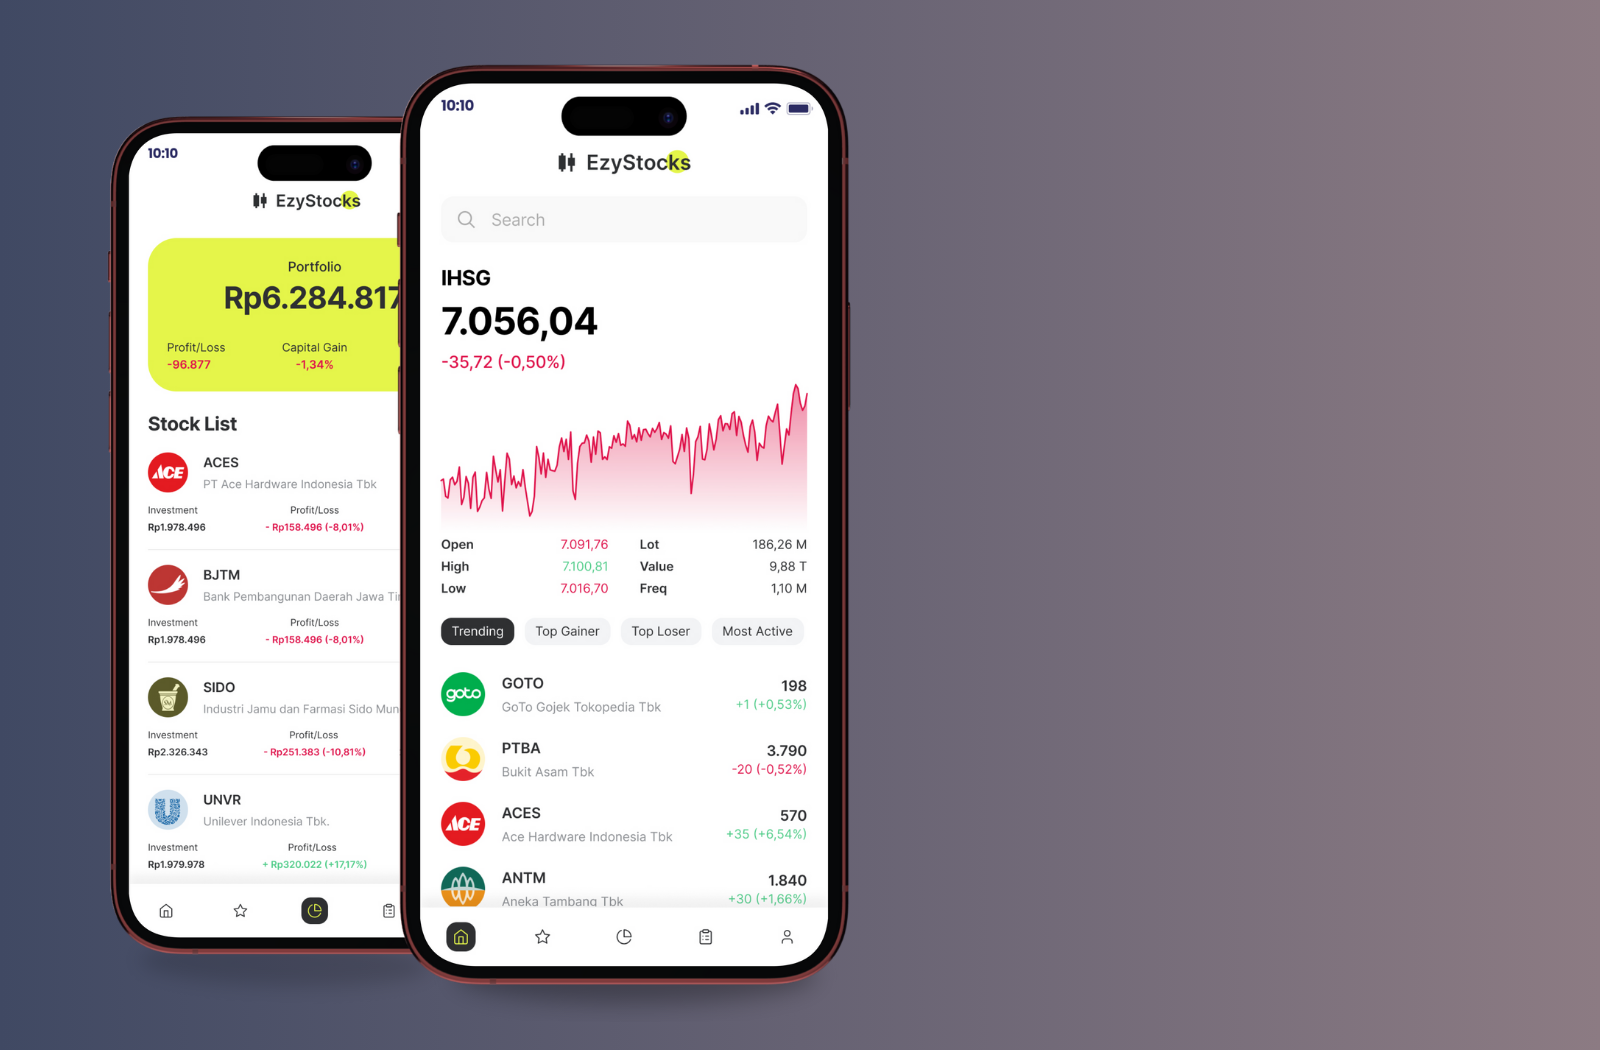 10:10
EzyStocks
Portfolio
Rp6.284.817
Profit/Loss Capital Gain
-96.877 -1,34%
Stock List
ACE
ACES
PT Ace Hardware Indonesia Tbk
Investment Profit/Loss
Rp1.978.496 - Rp158.496 (-8,01%)
BJTM
Bank Pembangunan Daerah Jawa
Investment Profit/Loss
Rp1.978.496 - Rp158.496 (-8,01%)
SIDO
Industri Jamu dan Farmasi Sido
Investment Profit/Loss
Rp2.326.343 - Rp251.383 (-10,81%)
UNVR
Unilever Indonesia Tbk.
Investment Profit/Loss
Rp1.979.978 + Rp320.022 (+17,17%)
10:10
EzyStocks
Search
IHSG
7.056,04
-35,72 (-0,50%)
Open 7.091,76 Lot 186,26 M
High 7.100,81 Value 9,88 T
Low 7.016,70 Freq 1,10 M
Trending Top Gainer Top Loser Most Active
goto
GOTO 198
GoTo Gojek Tokopedia Tbk +1 (+0,53%)
PTBA 3.790
Bukit Asam Tbk -20 (-0,52%)
ACE
ACES 570
Ace Hardware Indonesia Tbk +35 (+6,54%)
ANTM 1.840
Aneka Tambang Tbk +30 (+1,66%)